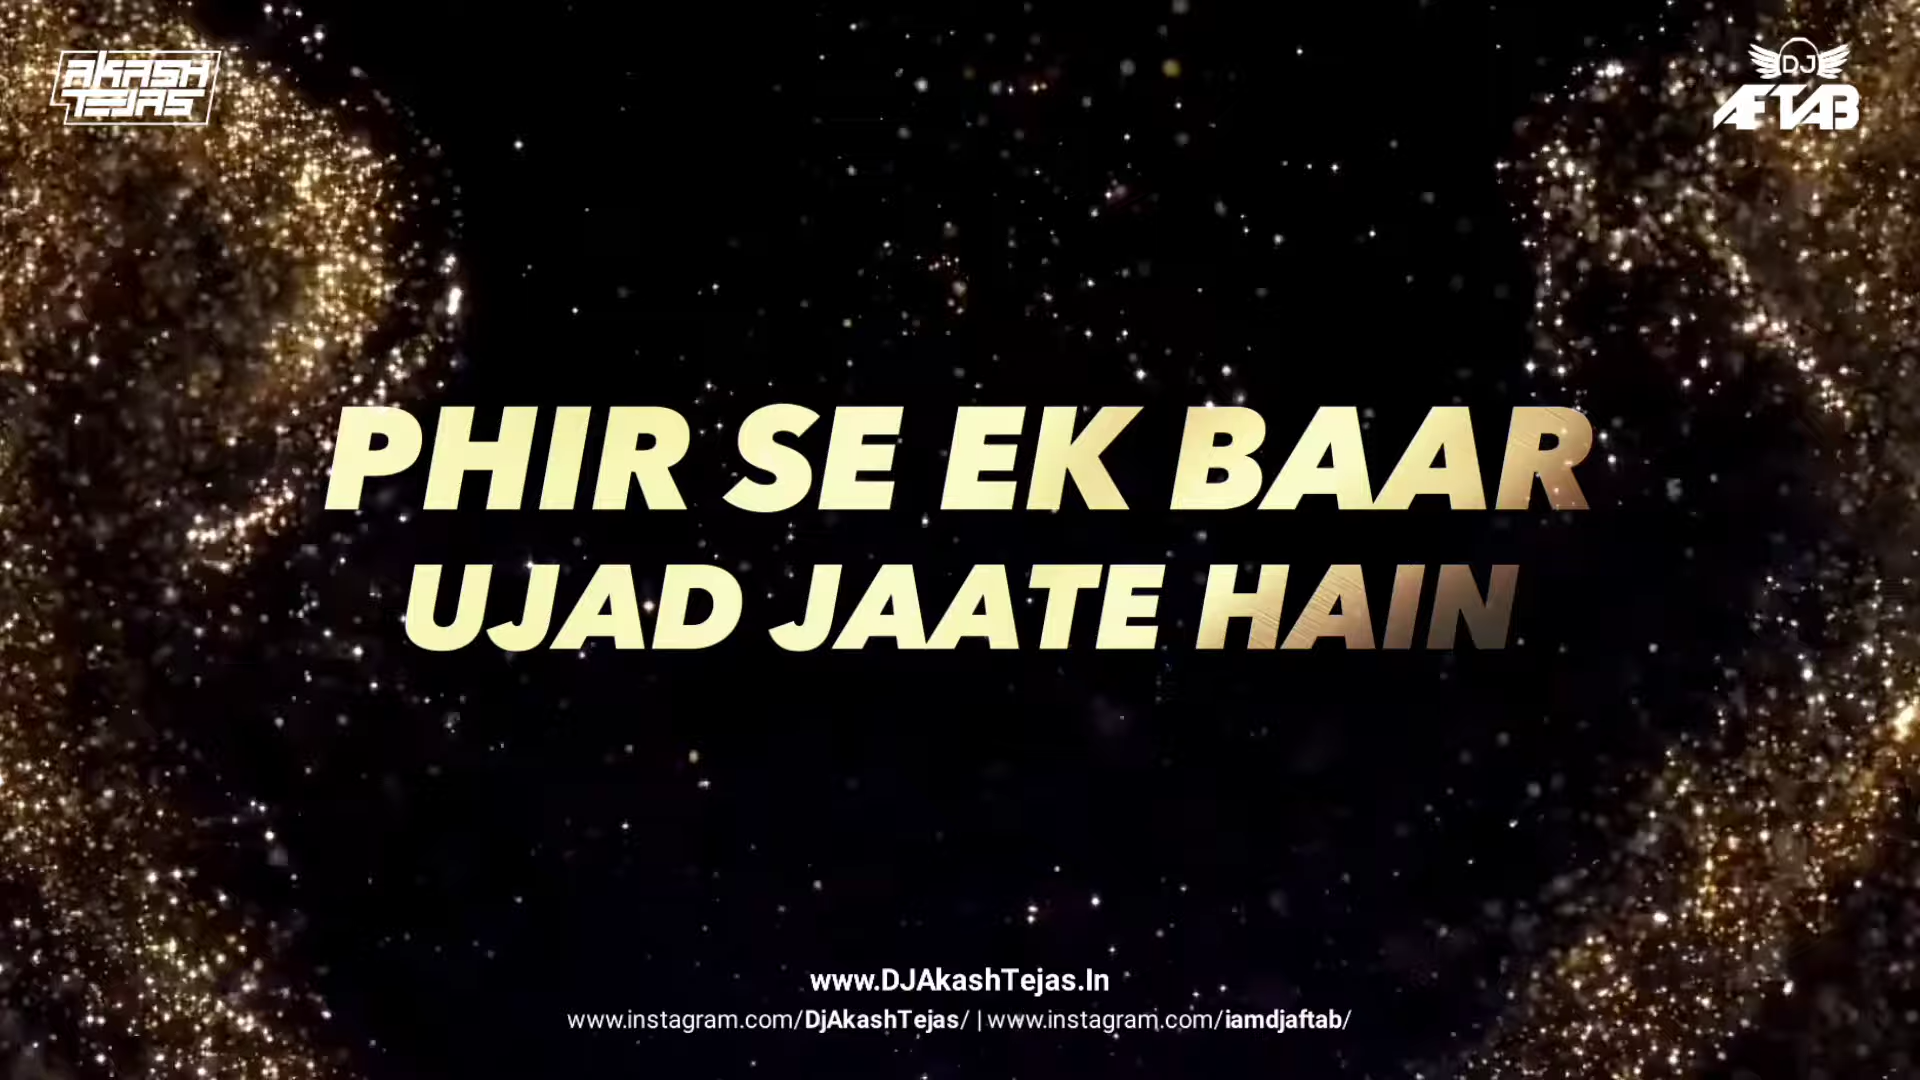 AKASH
TEJAS
DJ
AFTAB
PHIR SE EK BAAR
UJAD JAATE HAIN
www.DJAkashTejas.In
www.instagram.com/DjAkashTejas/ | www.instagram.com/iamdjaftab/